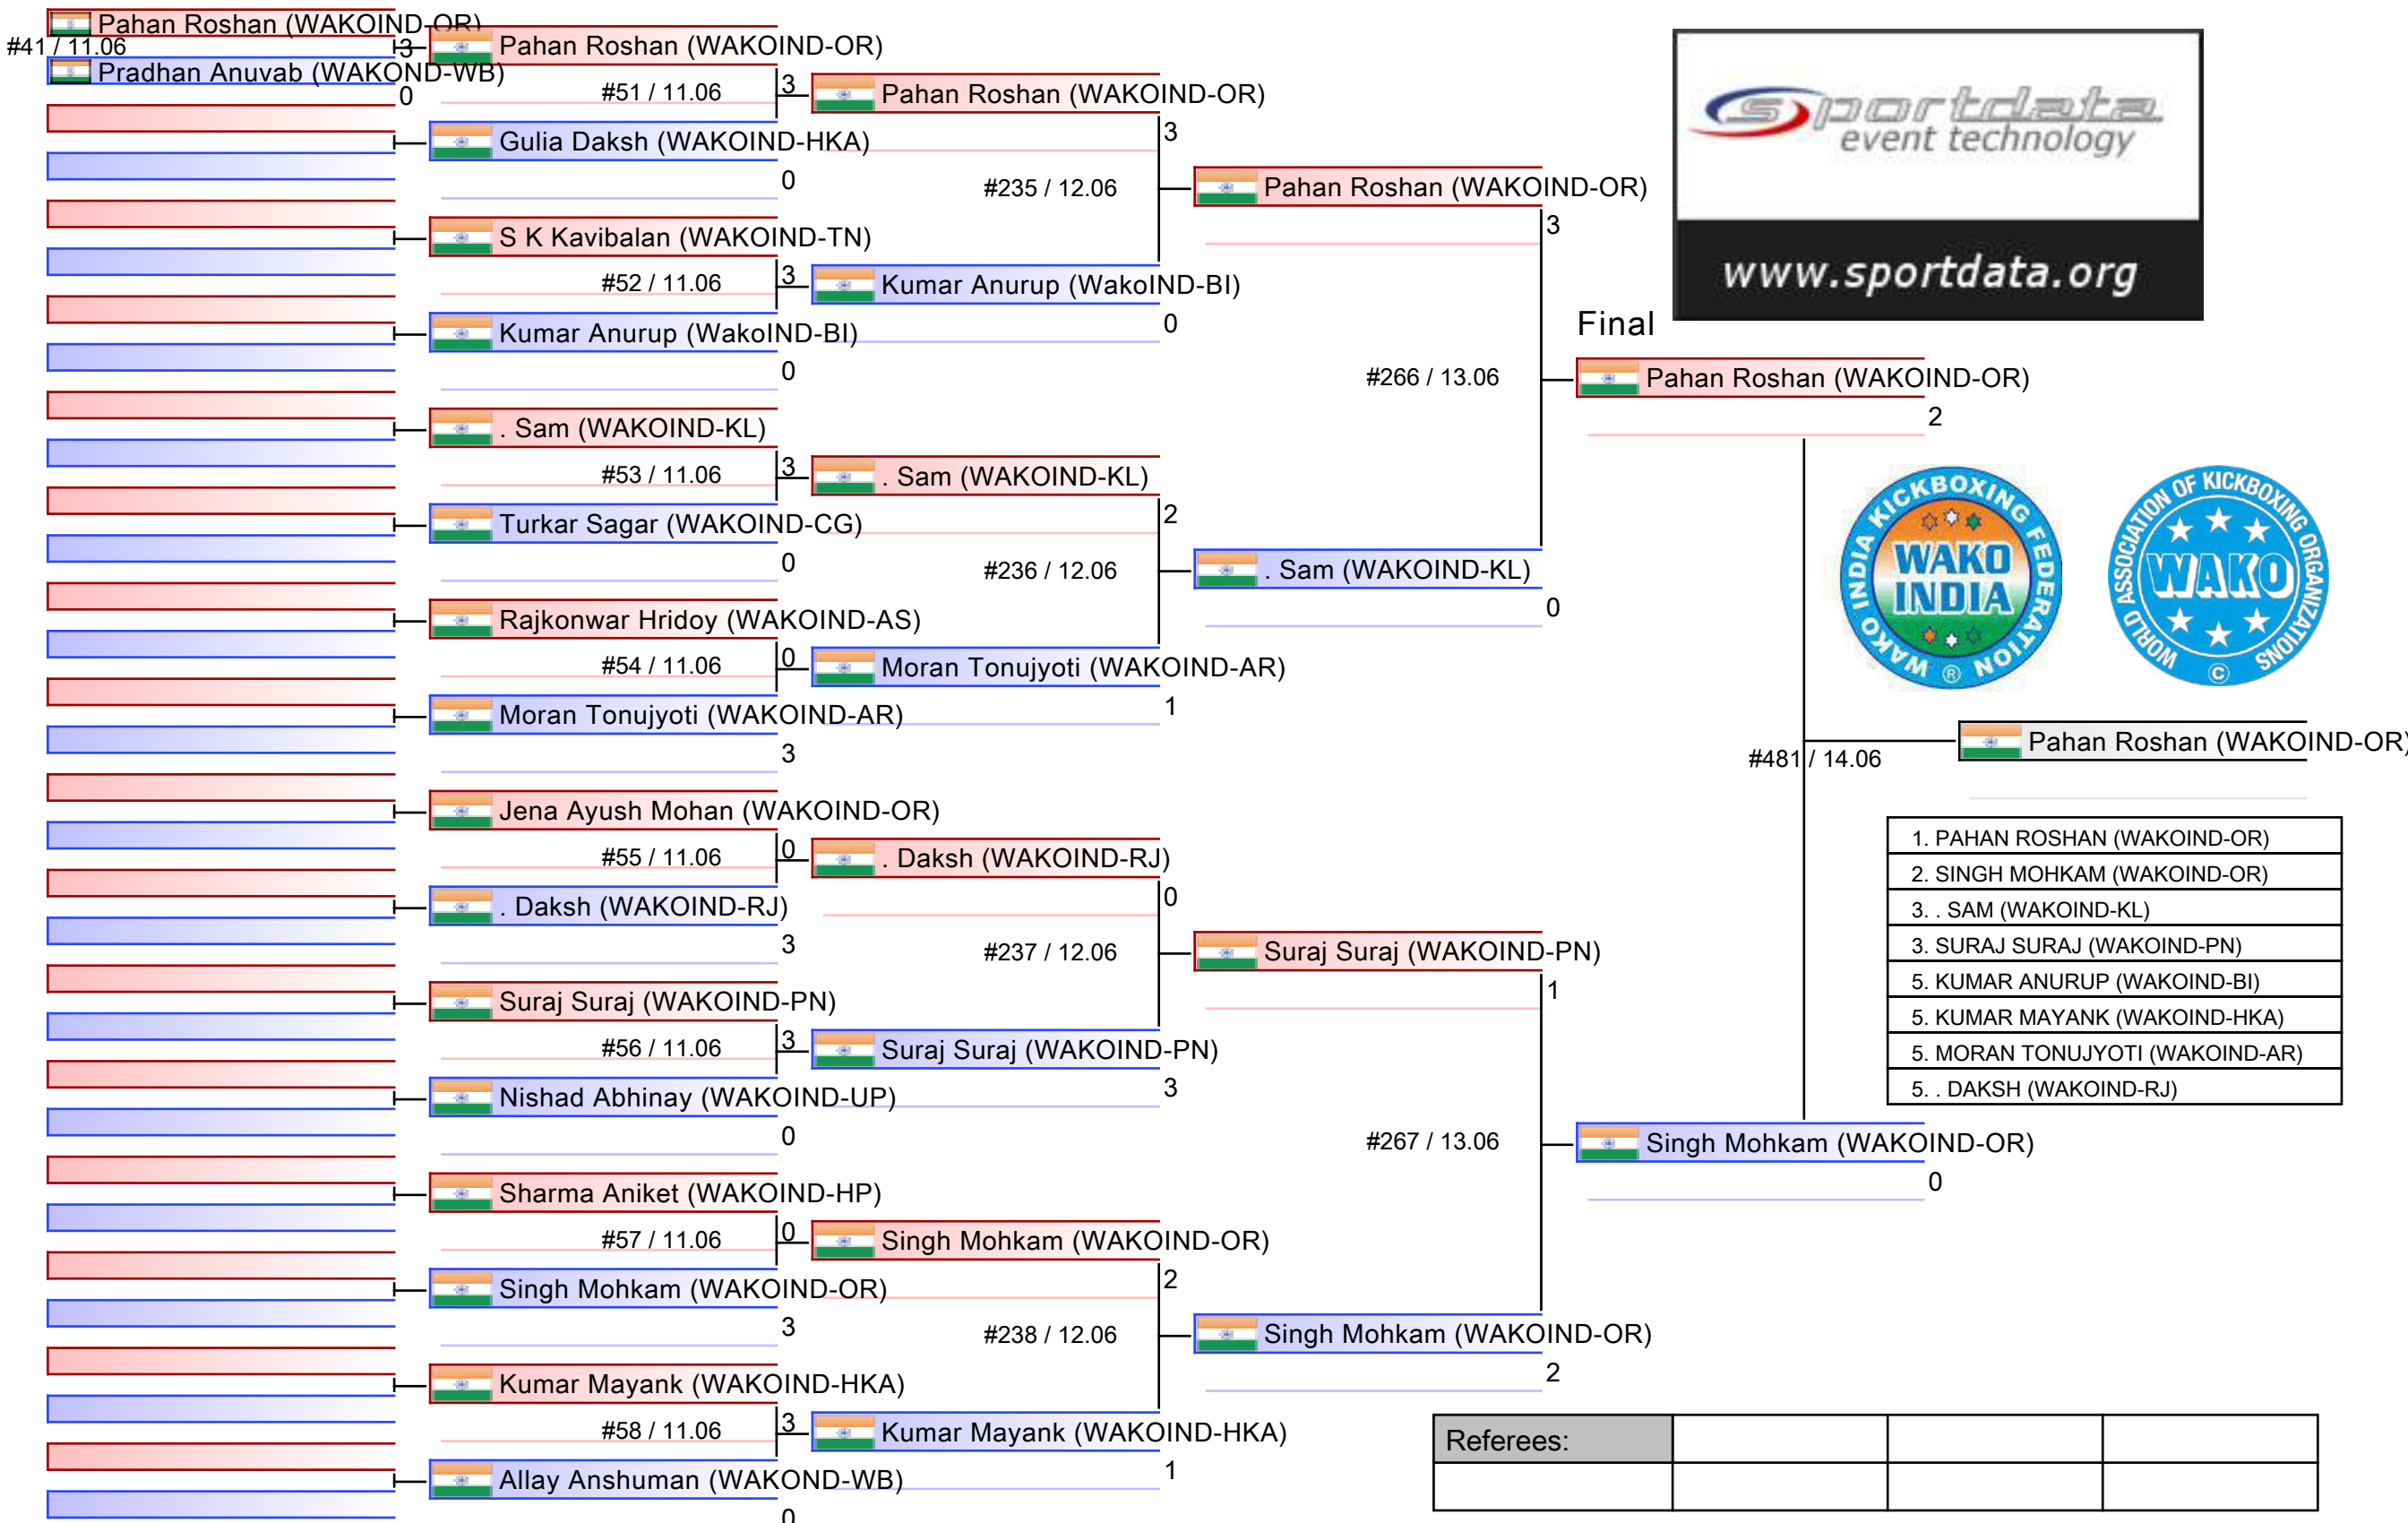 Pahan Roshan (WAKOIND-OR)
#41 / 11.06
3
Pradhan Anuvab (WAKOND-WB)
0
Pahan Roshan (WAKOIND-OR)
#51 / 11.06
3
Gulia Daksh (WAKOIND-HKA)
0
S K Kavibalan (WAKOIND-TN)
#52 / 11.06
3
Kumar Anurup (WakoIND-BI)
0
. Sam (WAKOIND-KL)
#53 / 11.06
3
Turkar Sagar (WAKOIND-CG)
0
Rajkonwar Hridoy (WAKOIND-AS)
#54 / 11.06
0
Moran Tonujyoti (WAKOIND-AR)
3
Jena Ayush Mohan (WAKOIND-OR)
#55 / 11.06
0
. Daksh (WAKOIND-RJ)
3
Suraj Suraj (WAKOIND-PN)
#56 / 11.06
3
Nishad Abhinay (WAKOIND-UP)
0
Sharma Aniket (WAKOIND-HP)
#57 / 11.06
0
Singh Mohkam (WAKOIND-OR)
3
Kumar Mayank (WAKOIND-HKA)
#58 / 11.06
3
Allay Anshuman (WAKOND-WB)
0
Pahan Roshan (WAKOIND-OR)
3
#235 / 12.06
Kumar Anurup (WakoIND-BI)
0
. Sam (WAKOIND-KL)
2
#236 / 12.06
Moran Tonujyoti (WAKOIND-AR)
1
. Daksh (WAKOIND-RJ)
0
#237 / 12.06
Suraj Suraj (WAKOIND-PN)
3
Singh Mohkam (WAKOIND-OR)
2
#238 / 12.06
Kumar Mayank (WAKOIND-HKA)
1
Pahan Roshan (WAKOIND-OR)
3
#266 / 13.06
. Sam (WAKOIND-KL)
0
Suraj Suraj (WAKOIND-PN)
1
#267 / 13.06
Singh Mohkam (WAKOIND-OR)
2
Final
Pahan Roshan (WAKOIND-OR)
2
#481 / 14.06
Singh Mohkam (WAKOIND-OR)
0
Pahan Roshan (WAKOIND-OR)
sportdata
event technology
www.sportdata.org
WAKO INDIA KICKBOXING FEDERATION
WAKO
INDIA
®
WORLD ASSOCIATION OF KICKBOXING ORGANIZATIONS
WAKO
©
1. PAHAN ROSHAN (WAKOIND-OR)
2. SINGH MOHKAM (WAKOIND-OR)
3. . SAM (WAKOIND-KL)
3. SURAJ SURAJ (WAKOIND-PN)
5. KUMAR ANURUP (WAKOIND-BI)
5. KUMAR MAYANK (WAKOIND-HKA)
5. MORAN TONUJYOTI (WAKOIND-AR)
5. . DAKSH (WAKOIND-RJ)
Referees: